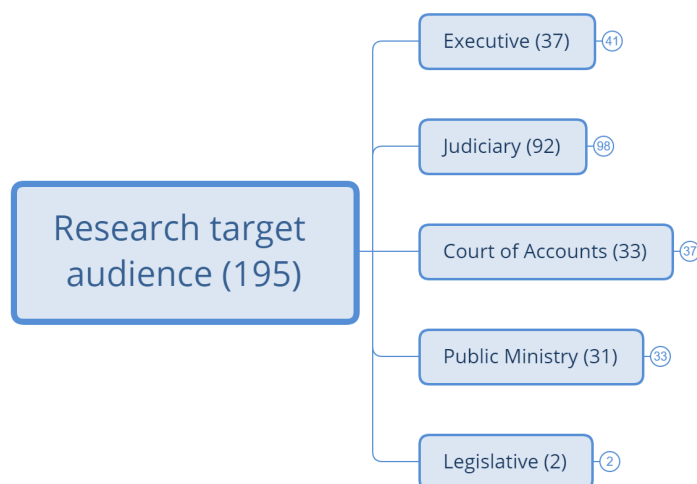 Executive (37)
41
Judiciary (92)
98
Research target
audience (195)
Court of Accounts (33)
37
Public Ministry (31)
33
Legislative (2)
2